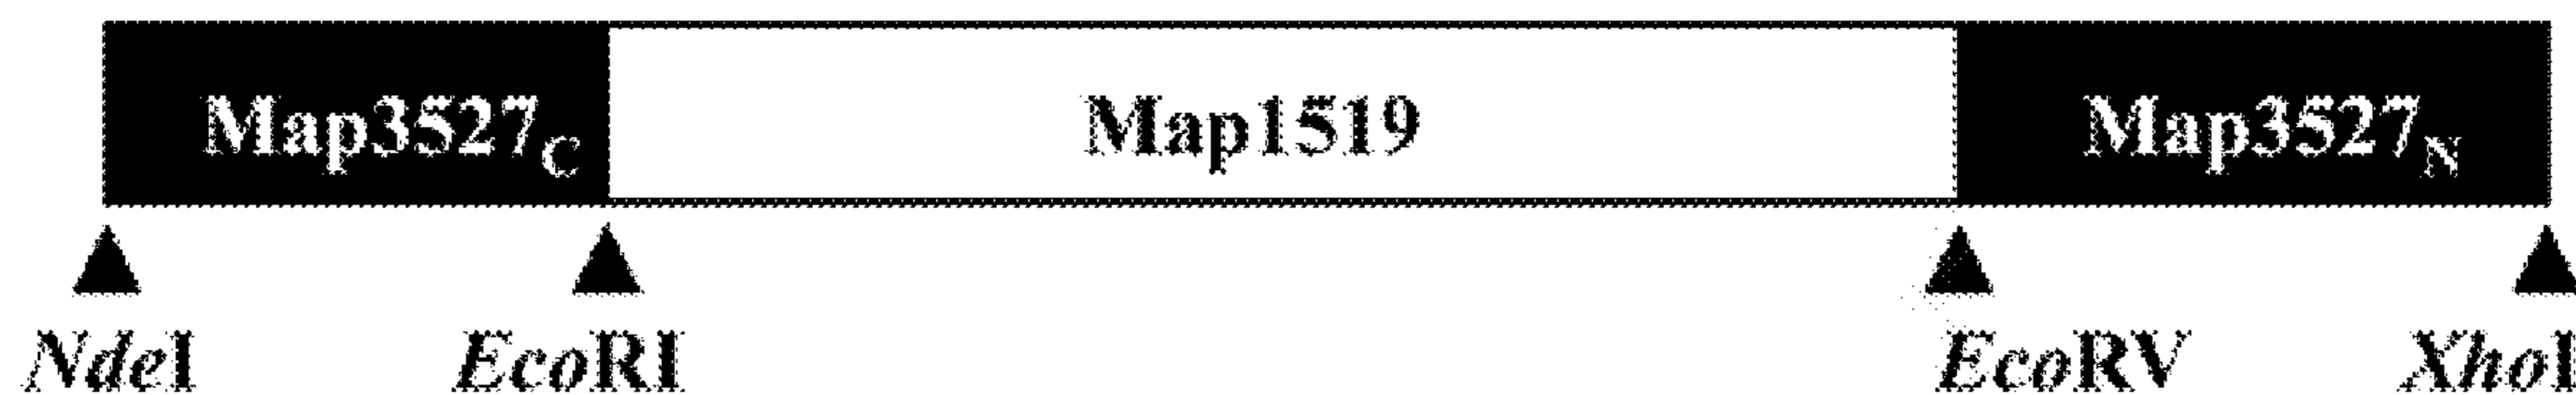 Map3527C Map1519 Map3527N
NdeI EcoRI EcoRV XhoI